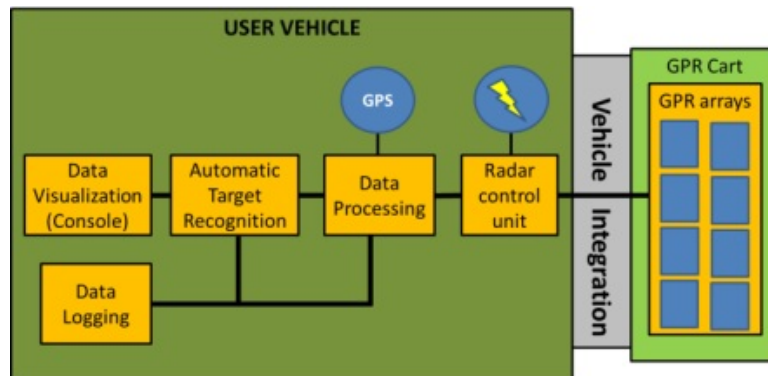 USER VEHICLE
GPS
Data
Visualization
(Console)
Automatic
Target
Recognition
Data
Processing
Radar
control
unit
Data
Logging
Vehicle
Integration
GPR Cart
GPR arrays